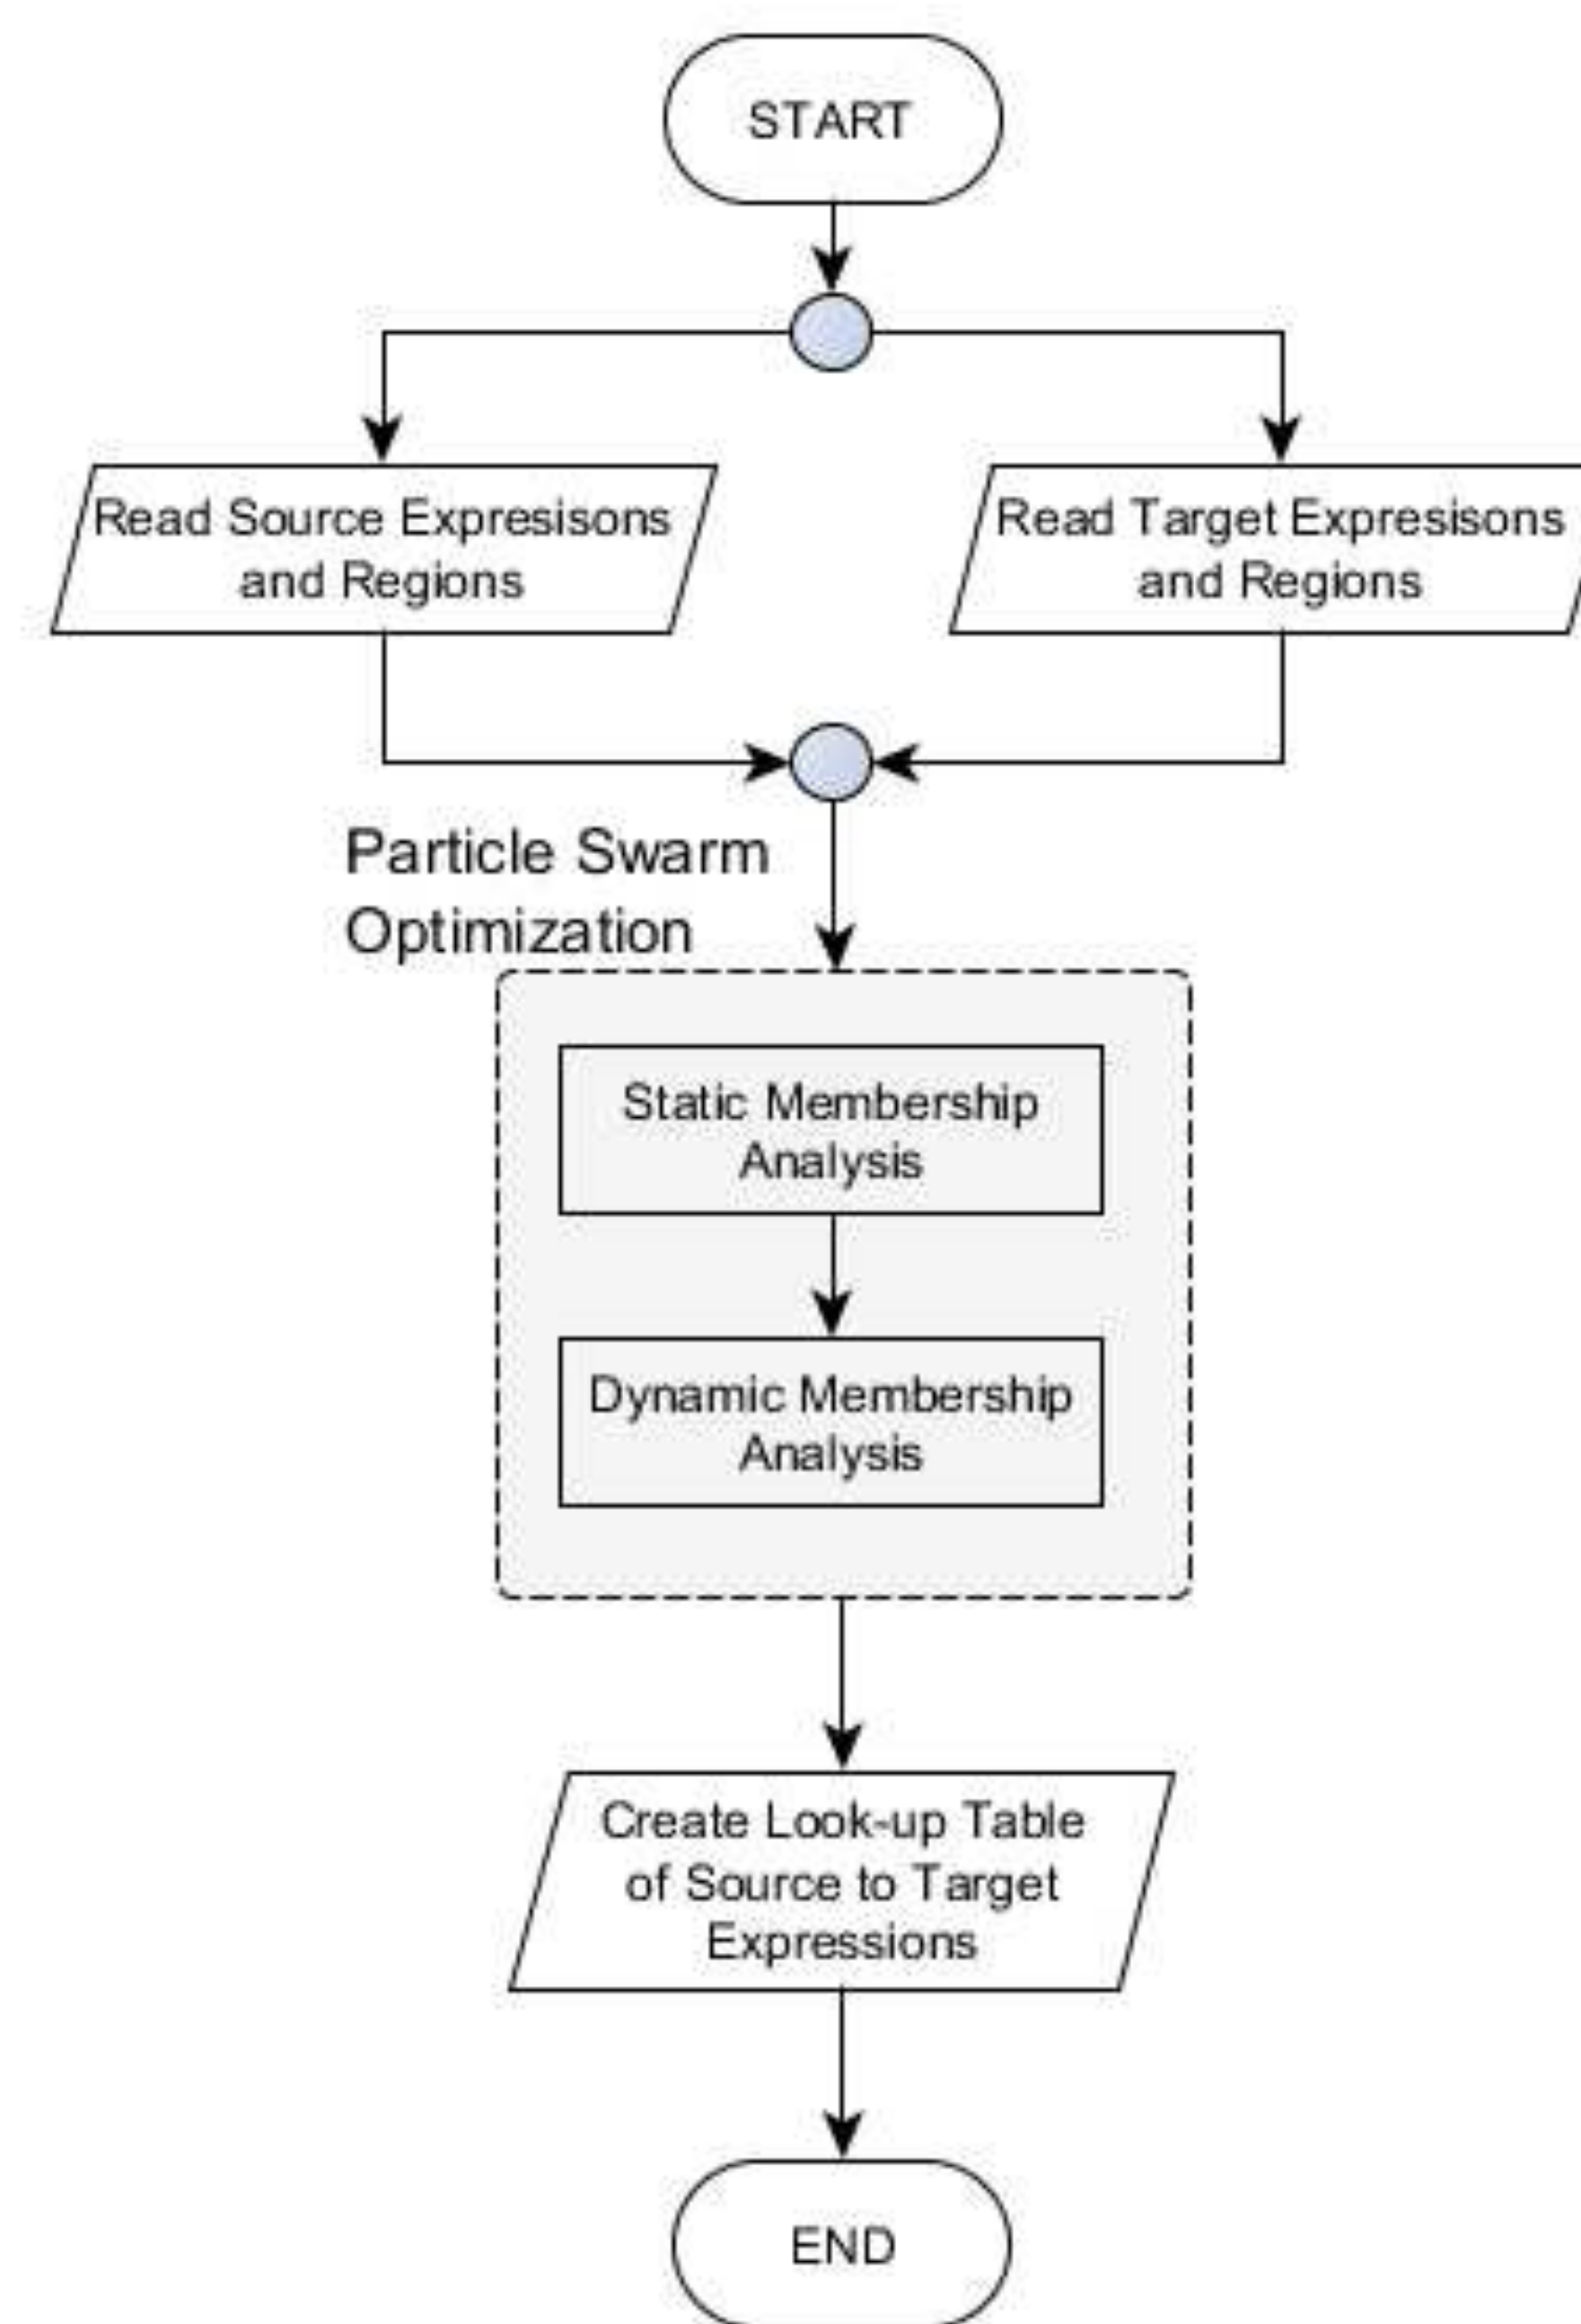 START
Read Source Expresisons
and Regions
Read Target Expresisons
and Regions
Particle Swarm
Optimization
Static Membership
Analysis
Dynamic Membership
Analysis
Create Look-up Table
of Source to Target
Expressions
END